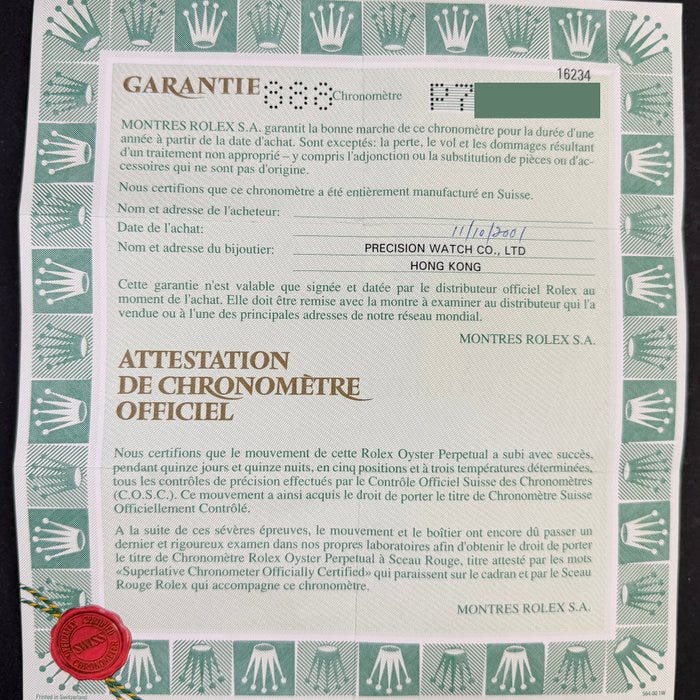 16234
GARANTIE 888 Chronomètre P7
MONTRES ROLEX S.A. garantit la bonne marche de ce chronomètre pour la durée d'une
année à partir de la date d'achat. Sont exceptés: la perte, le vol et les dommages résultant
d'un traitement non approprié – y compris l'adjonction ou la substitution de pièces ou d'ac-
cessoires qui ne sont pas d'origine.
Nous certifions que ce chronomètre a été entièrement manufacturé en Suisse.
Nom et adresse de l'acheteur:
Date de l'achat: 11/10/2001
Nom et adresse du bijoutier: PRECISION WATCH CO., LTD
HONG KONG
Cette garantie n'est valable que signée et datée par le distributeur officiel Rolex au
moment de l'achat. Elle doit être remise avec la montre à examiner au distributeur qui l'a
vendue ou à l'une des principales adresses de notre réseau mondial.
MONTRES ROLEX S.A.
ATTESTATION
DE CHRONOMÈTRE
OFFICIEL
Nous certifions que le mouvement de cette Rolex Oyster Perpetual a subi avec succès,
pendant quinze jours et quinze nuits, en cinq positions et à trois températures déterminées,
tous les contrôles de précision effectués par le Contrôle Officiel Suisse des Chronomètres
(C.O.S.C.). Ce mouvement a ainsi acquis le droit de porter le titre de Chronomètre Suisse
Officiellement Contrôlé.
A la suite de ces sévères épreuves, le mouvement et le boîtier ont encore dû passer un
dernier et rigoureux examen dans nos propres laboratoires afin d'obtenir le droit de porter
le titre de Chronomètre Rolex Oyster Perpetual à Sceau Rouge, titre attesté par les mots
«Superlative Chronometer Officially Certified» qui paraissent sur le cadran et par le Sceau
Rouge Rolex qui accompagne ce chronomètre.
MONTRES ROLEX S.A.
SWISS
CHRONOMETER
Printed in Switzerland
564.00.1W